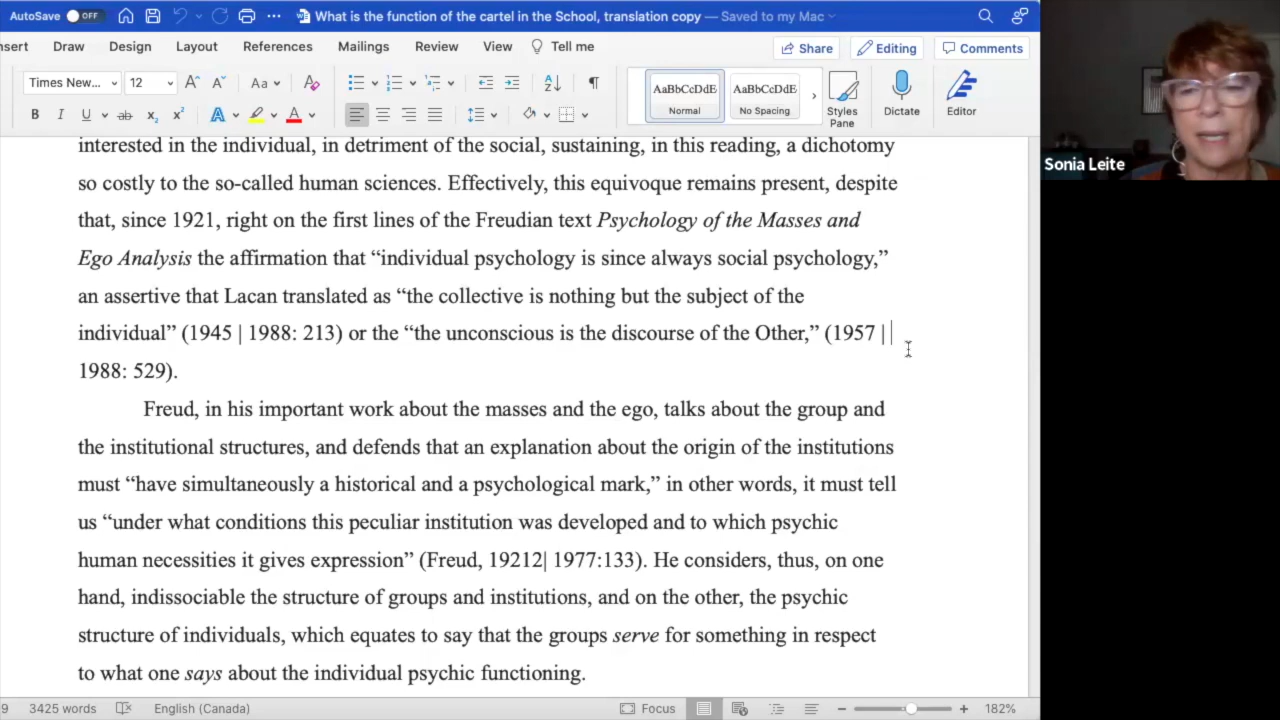 AutoSave OFF What is the function of the cartel in the School, translation copy — Saved to my Mac
nsert Draw Design Layout References Mailings Review View Tell me Share Editing Comments
Times New... 12 Aa AaBbCcDdE AaBbCcDdE
Normal No Spacing Styles Pane Dictate Editor
Sonia Leite
interested in the individual, in detriment of the social, sustaining, in this reading, a dichotomy
so costly to the so-called human sciences. Effectively, this equivoque remains present, despite
that, since 1921, right on the first lines of the Freudian text Psychology of the Masses and
Ego Analysis the affirmation that “individual psychology is since always social psychology,”
an assertive that Lacan translated as “the collective is nothing but the subject of the
individual” (1945 | 1988: 213) or the “the unconscious is the discourse of the Other,” (1957 |
1988: 529).
Freud, in his important work about the masses and the ego, talks about the group and
the institutional structures, and defends that an explanation about the origin of the institutions
must “have simultaneously a historical and a psychological mark,” in other words, it must tell
us “under what conditions this peculiar institution was developed and to which psychic
human necessities it gives expression” (Freud, 19212| 1977:133). He considers, thus, on one
hand, indissociable the structure of groups and institutions, and on the other, the psychic
structure of individuals, which equates to say that the groups serve for something in respect
to what one says about the individual psychic functioning.
9 3425 words English (Canada) Focus 182%